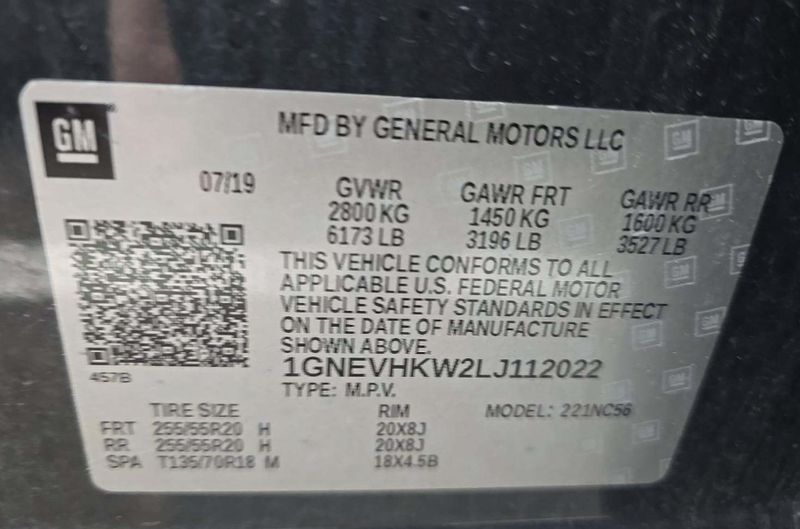 GM
MFD BY GENERAL MOTORS LLC
07/19
GVWR GAWR FRT GAWR RR
2800 KG 1450 KG 1600 KG
6173 LB 3196 LB 3527 LB
THIS VEHICLE CONFORMS TO ALL
APPLICABLE U.S. FEDERAL MOTOR
VEHICLE SAFETY STANDARDS IN EFFECT
ON THE DATE OF MANUFACTURE
SHOWN ABOVE.
1GNEVHKW2LJ112022
TYPE: M.P.V.
457B
TIRE SIZE RIM MODEL: 221NC56
FRT 255/55R20 H 20X8J
RR 255/55R20 H 20X8J
SPA T135/70R18 M 18X4.5B